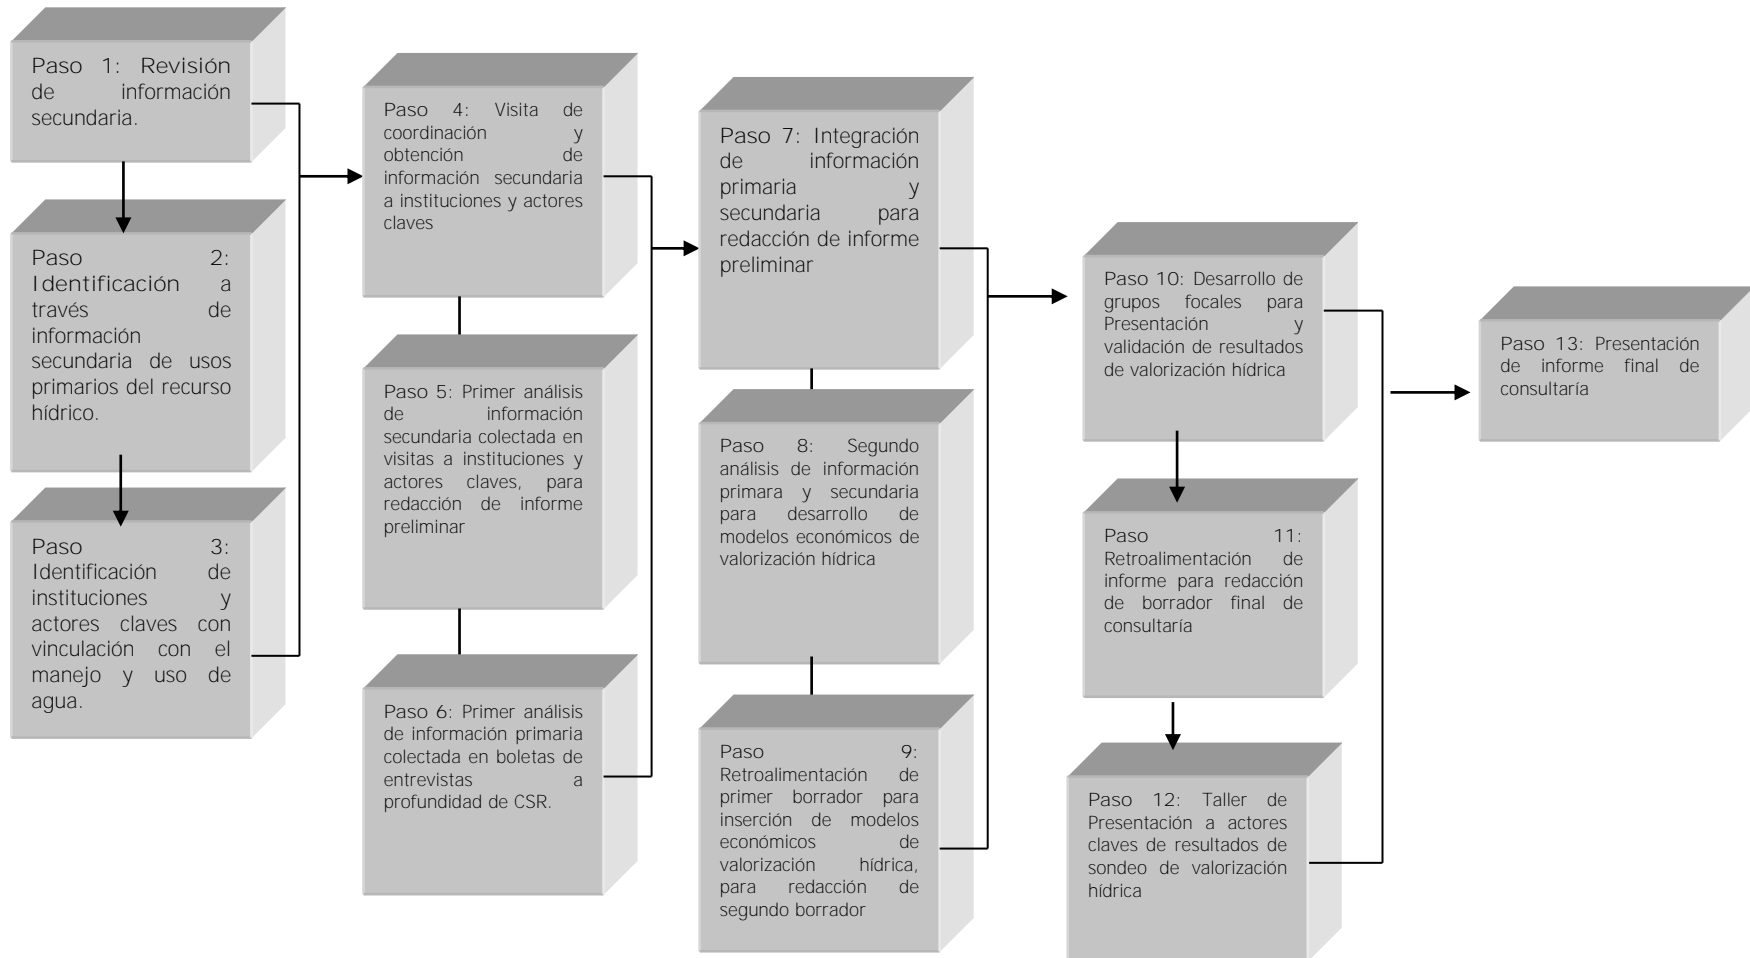 Paso 1: Revisión
de información
secundaria.
Paso 2:
Identificación a
través de
información
secundaria de usos
primarios del recurso
hídrico.
Paso 3:
Identificación de
instituciones y
actores claves con
vinculación con el
manejo y uso de
agua.
Paso 4: Visita de
coordinación y
obtención de
información secundaria
a instituciones y actores
claves
Paso 5: Primer análisis
de información
secundaria colectada en
visitas a instituciones y
actores claves, para
redacción de informe
preliminar
Paso 6: Primer análisis
de información primaria
colectada en boletas de
entrevistas a
profundidad de CSR.
Paso 7: Integración
de información
primaria y
secundaria para
redacción de informe
preliminar
Paso 8: Segundo
análisis de información
primara y secundaria
para desarrollo de
modelos económicos de
valorización hídrica
Paso 9:
Retroalimentación de
primer borrador para
inserción de modelos
económicos de
valorización hídrica,
para redacción de
segundo borrador
Paso 10: Desarrollo de
grupos focales para
Presentación y
validación de resultados
de valorización hídrica
Paso 11:
Retroalimentación de
informe para redacción
de borrador final de
consultaría
Paso 12: Taller de
Presentación a actores
claves de resultados de
sondeo de valorización
hídrica
Paso 13: Presentación
de informe final de
consultaría